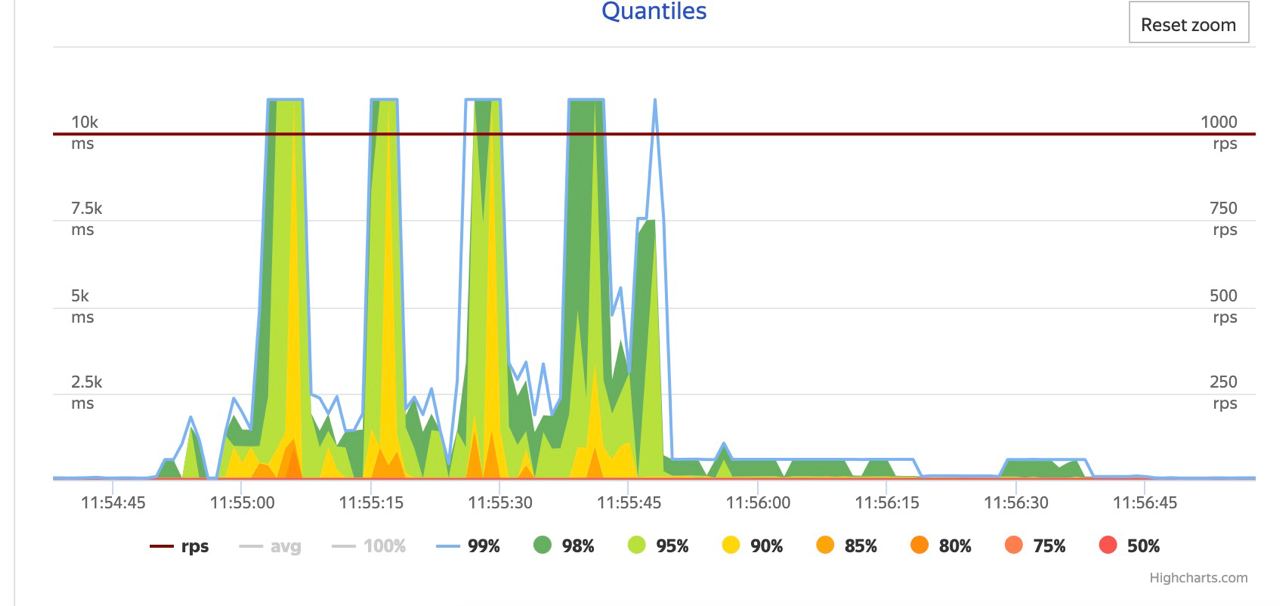 Quantiles
Reset zoom
10k
ms
1000
rps
7.5k
ms
750
rps
5k
ms
500
rps
2.5k
ms
250
rps
11:54:45 11:55:00 11:55:15 11:55:30 11:55:45 11:56:00 11:56:15 11:56:30 11:56:45
rps avg 100% 99% 98% 95% 90% 85% 80% 75% 50%
Highcharts.com